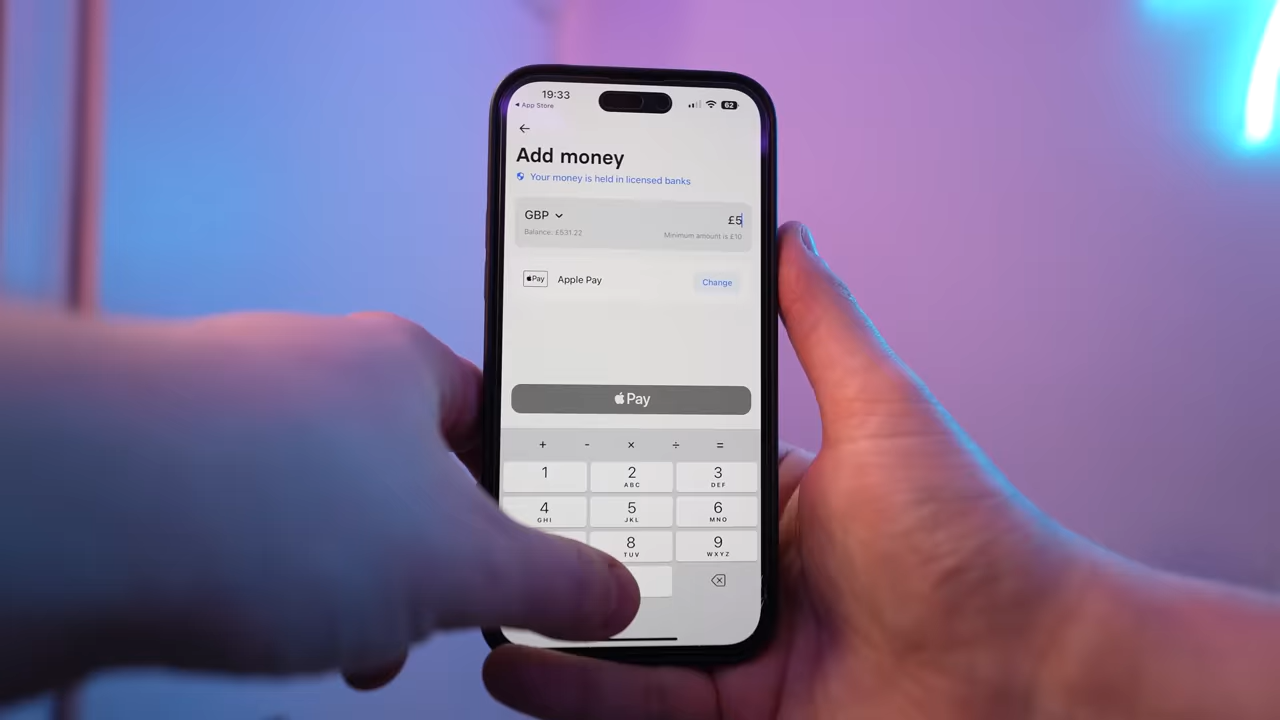 19:33
62
◀ App Store
←
Add money
Your money is held in licensed banks
GBP
£5
Balance: £531.22
Minimum amount is £10
Pay
Apple Pay
Change
Pay
+ - × ÷ =
1 2 3
ABC DEF
4 5 6
GHI JKL MNO
8 9
TUV WXYZ